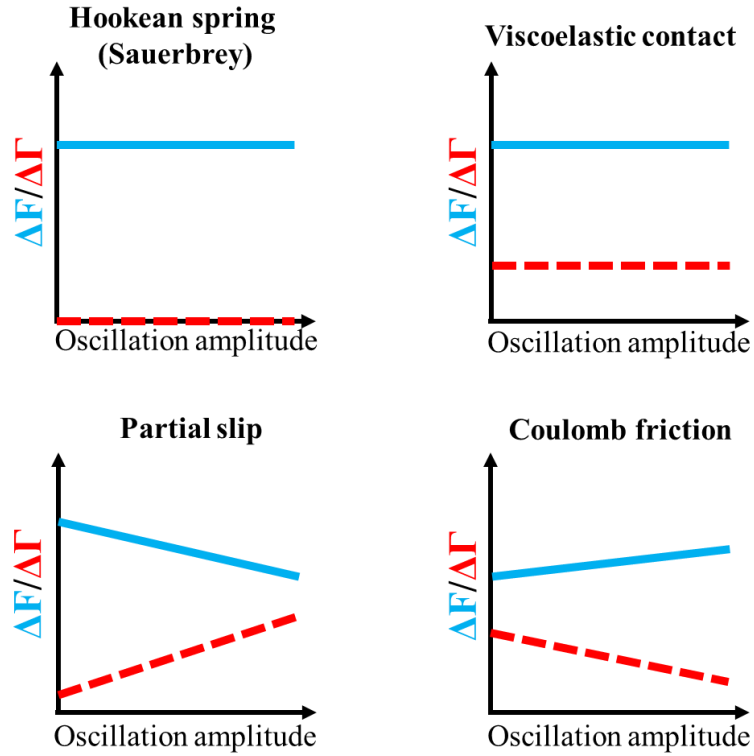 Hookean spring
(Sauerbrey)
ΔF/ΔΓ
Oscillation amplitude
Viscoelastic contact
ΔF/ΔΓ
Oscillation amplitude
Partial slip
ΔF/ΔΓ
Oscillation amplitude
Coulomb friction
ΔF/ΔΓ
Oscillation amplitude